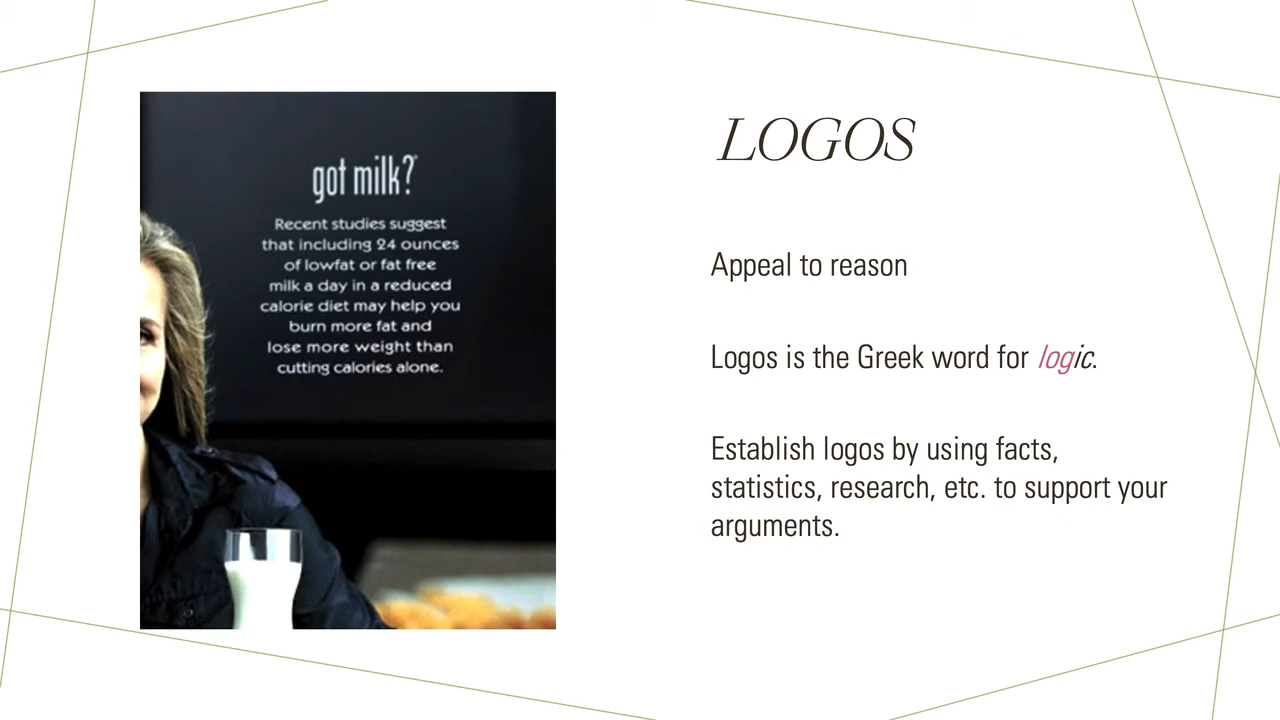 got milk?
Recent studies suggest
that including 24 ounces
of lowfat or fat free
milk a day in a reduced
calorie diet may help you
burn more fat and
lose more weight than
cutting calories alone.
LOGOS
Appeal to reason
Logos is the Greek word for logic.
Establish logos by using facts,
statistics, research, etc. to support your
arguments.